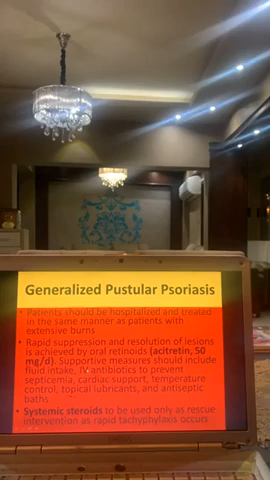 Generalized Pustular Psoriasis
• Patients should be hospitalized and treated
in the same manner as patients with
extensive burns
• Rapid suppression and resolution of lesions
is achieved by oral retinoids (acitretin, 50
mg/d). Supportive measures should include
fluid intake, IV antibiotics to prevent
septicemia, cardiac support, temperature
control, topical lubricants, and antiseptic
baths
• Systemic steroids to be used only as rescue
intervention as rapid tachyphylaxis occurs